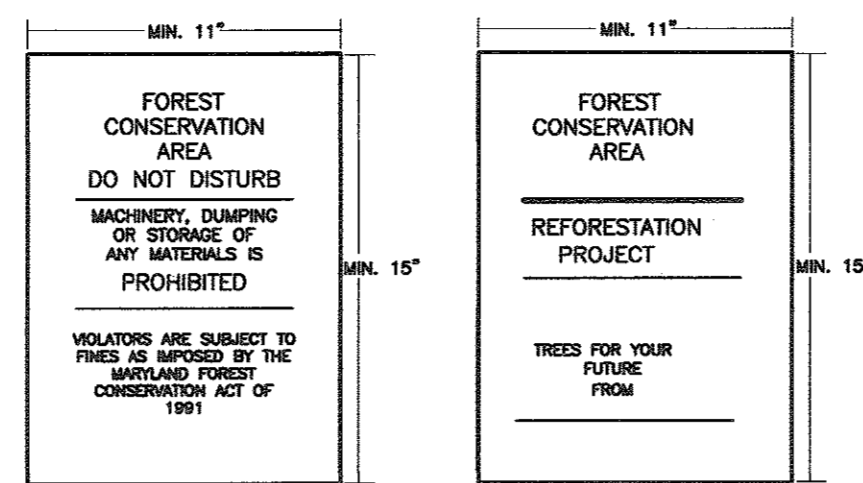 MIN. 11"
FOREST
CONSERVATION
AREA
DO NOT DISTURB
MACHINERY, DUMPING
OR STORAGE OF
ANY MATERIALS IS
PROHIBITED
VIOLATORS ARE SUBJECT TO
FINES AS IMPOSED BY THE
MARYLAND FOREST
CONSERVATION ACT OF
1991
MIN. 15"
MIN. 11"
FOREST
CONSERVATION
AREA
REFORESTATION
PROJECT
TREES FOR YOUR
FUTURE
FROM
MIN. 15